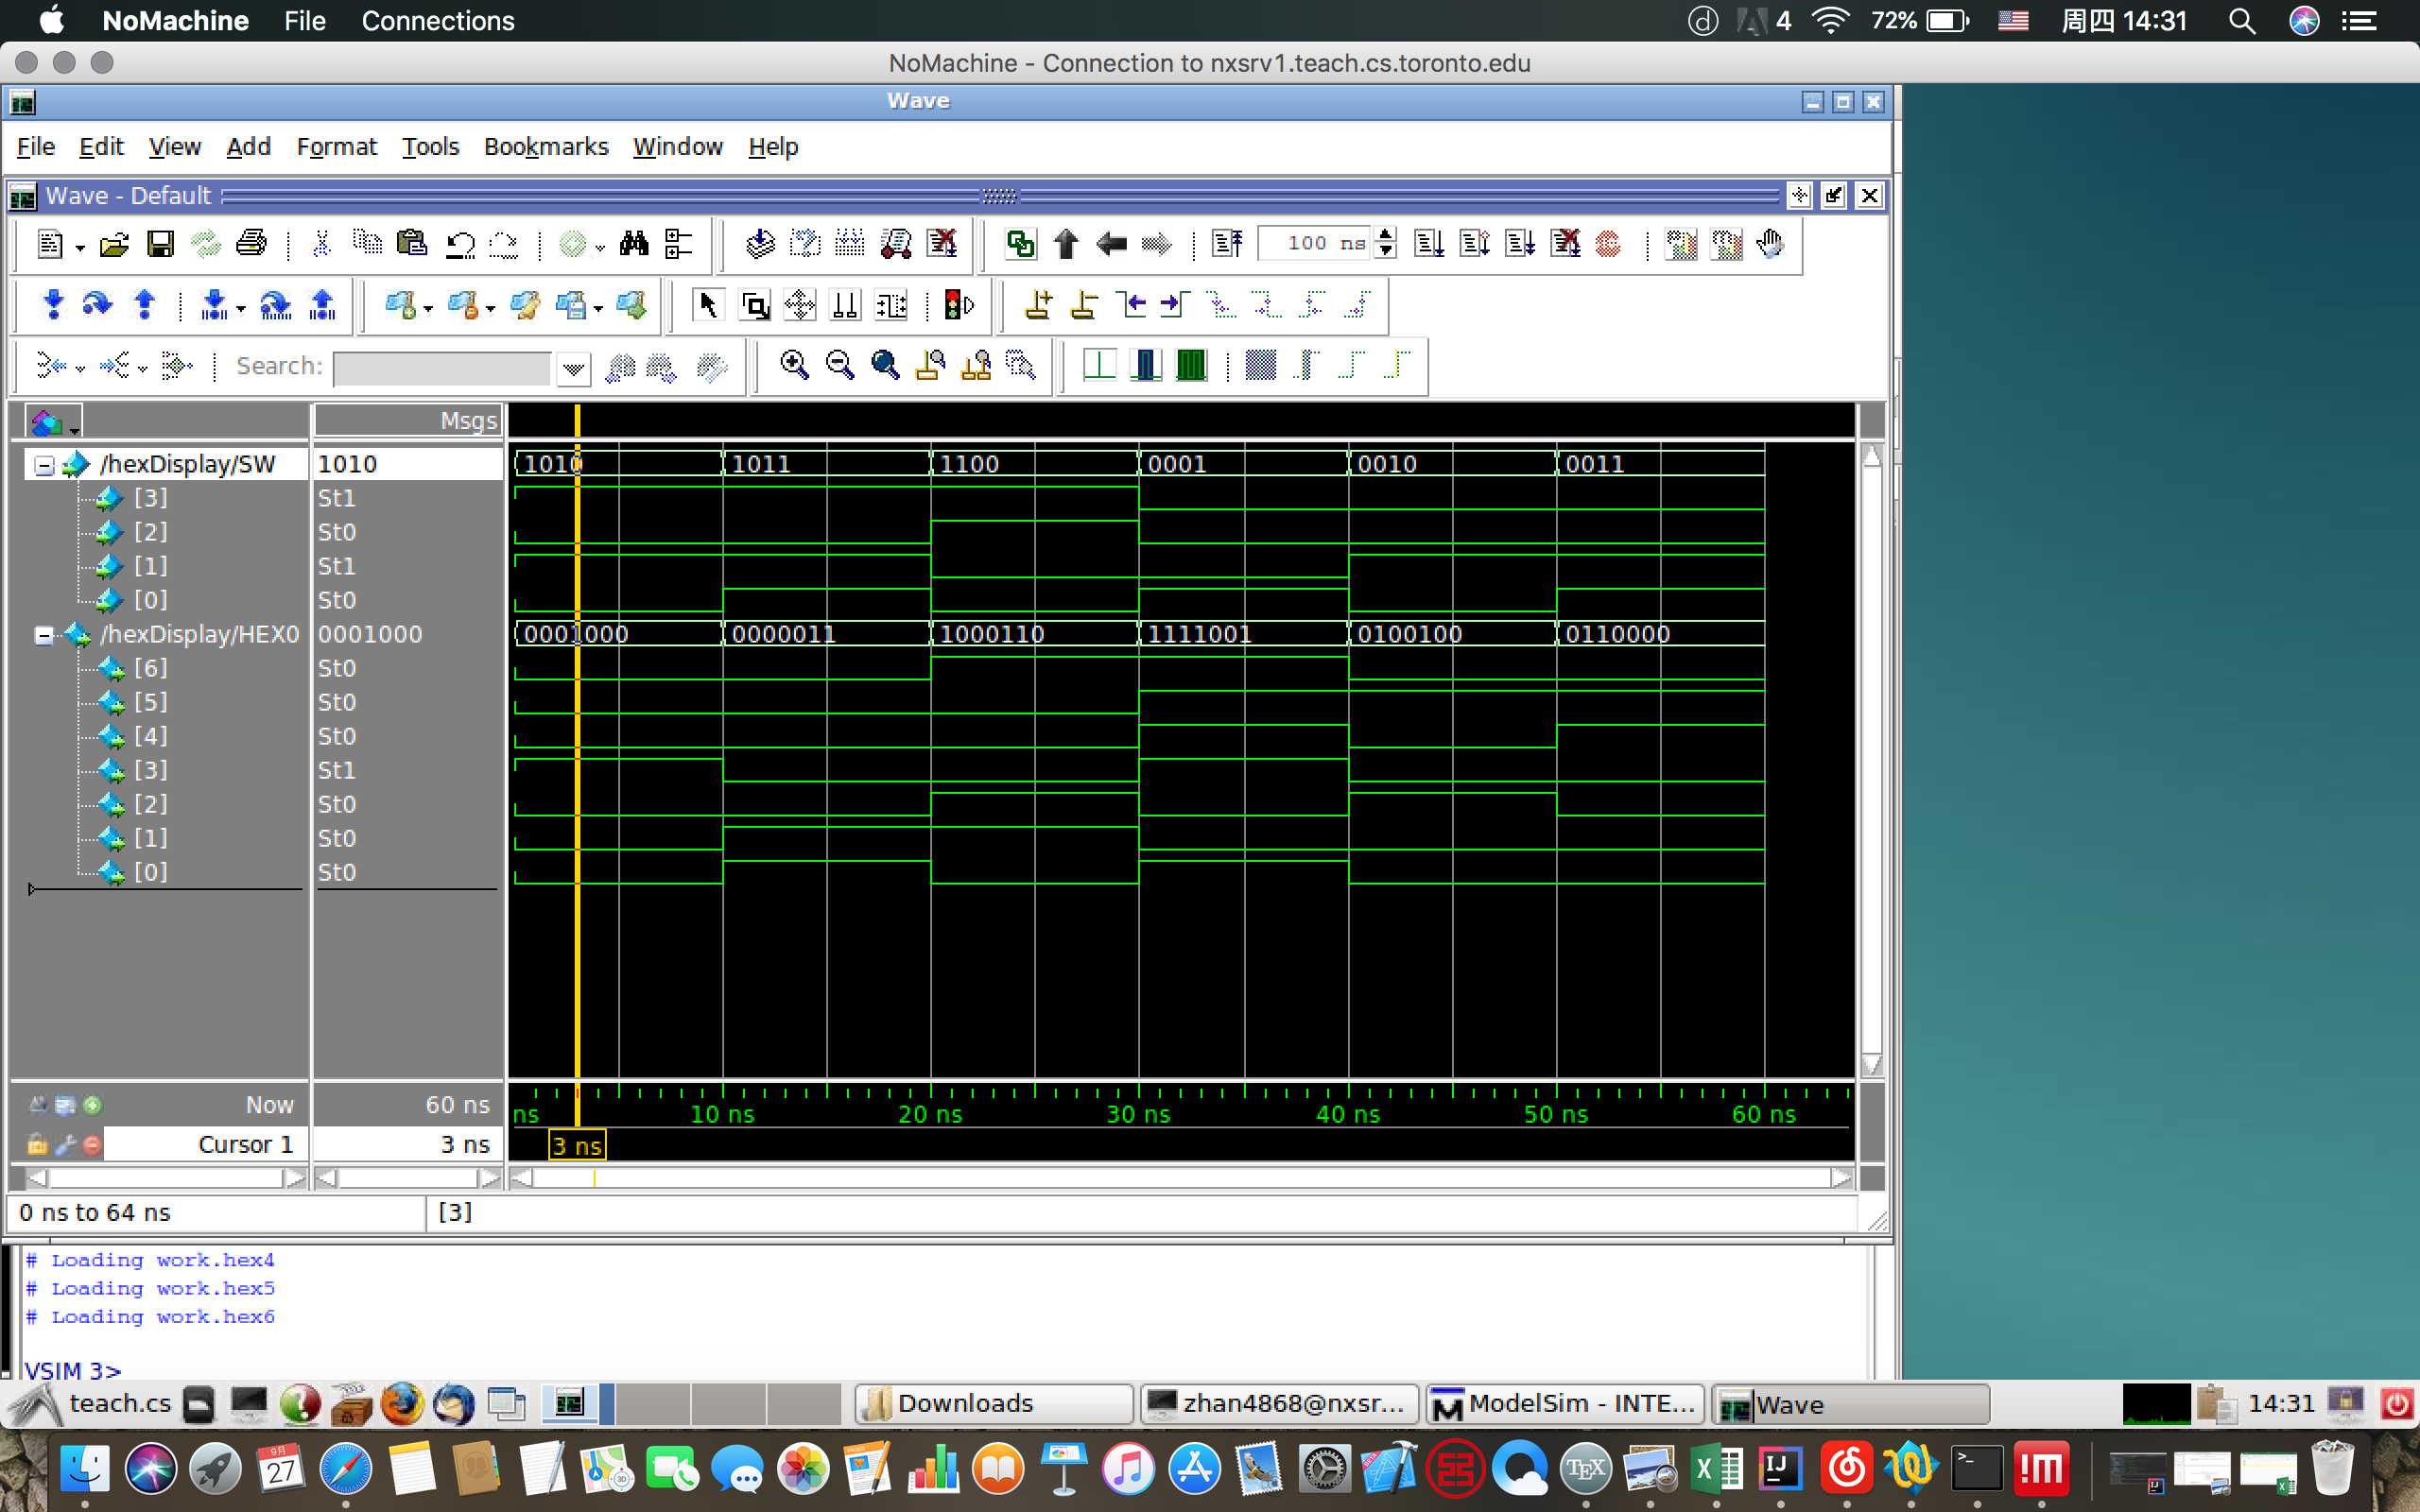 NoMachine File Connections 4 72% 周四 14:31
NoMachine - Connection to nxsrv1.teach.cs.toronto.edu
Wave
File Edit View Add Format Tools Bookmarks Window Help
Wave - Default
100 ns
Search:
Msgs
/hexDisplay/SW 1010 1010 1011 1100 0001 0010 0011
[3] St1
[2] St0
[1] St1
[0] St0
/hexDisplay/HEX0 0001000 0001000 0000011 1000110 1111001 0100100 0110000
[6] St0
[5] St0
[4] St0
[3] St1
[2] St0
[1] St0
[0] St0
Now 60 ns ns 10 ns 20 ns 30 ns 40 ns 50 ns 60 ns
Cursor 1 3 ns 3 ns
0 ns to 64 ns [3]
# Loading work.hex4
# Loading work.hex5
# Loading work.hex6
VSIM 3>
teach.cs Downloads zhan4868@nxsr... ModelSim - INTE... Wave 14:31
9月
27